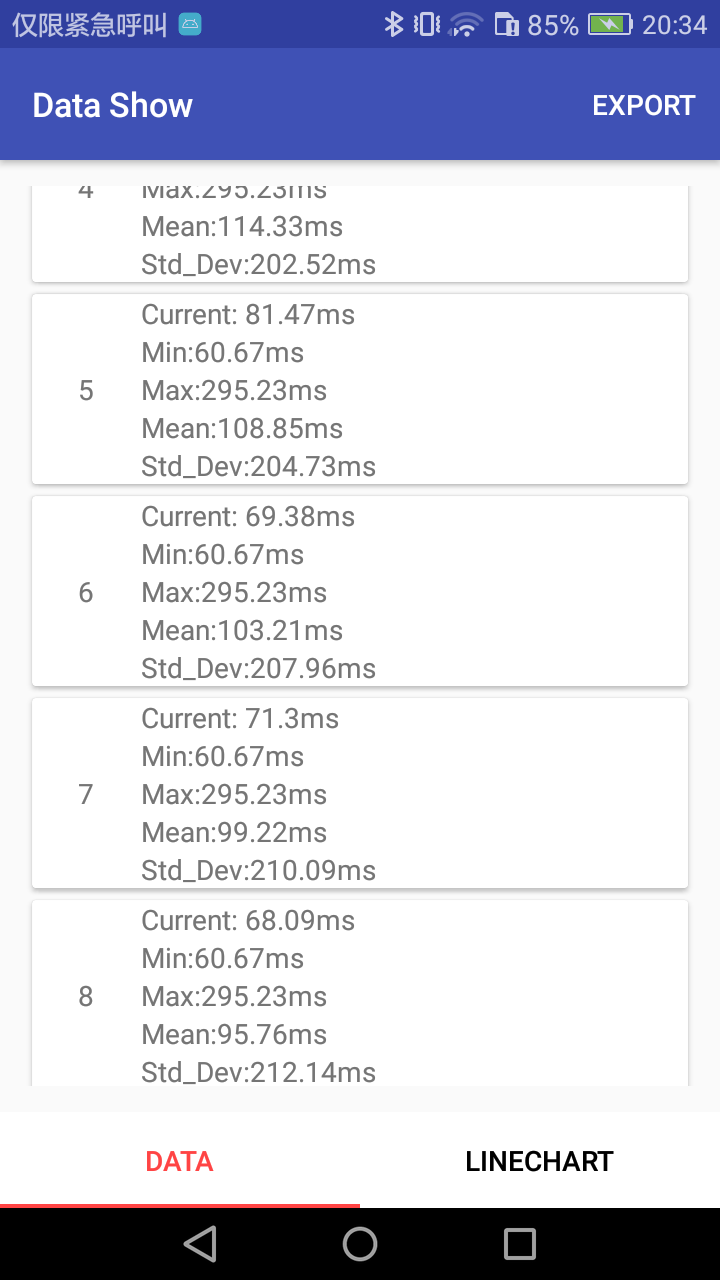 仅限紧急呼叫 85% 20:34
Data Show EXPORT
4
Max:295.23ms
Mean:114.33ms
Std_Dev:202.52ms
Current: 81.47ms
Min:60.67ms
5
Max:295.23ms
Mean:108.85ms
Std_Dev:204.73ms
Current: 69.38ms
Min:60.67ms
6
Max:295.23ms
Mean:103.21ms
Std_Dev:207.96ms
Current: 71.3ms
Min:60.67ms
7
Max:295.23ms
Mean:99.22ms
Std_Dev:210.09ms
Current: 68.09ms
Min:60.67ms
8
Max:295.23ms
Mean:95.76ms
Std_Dev:212.14ms
DATA LINECHART